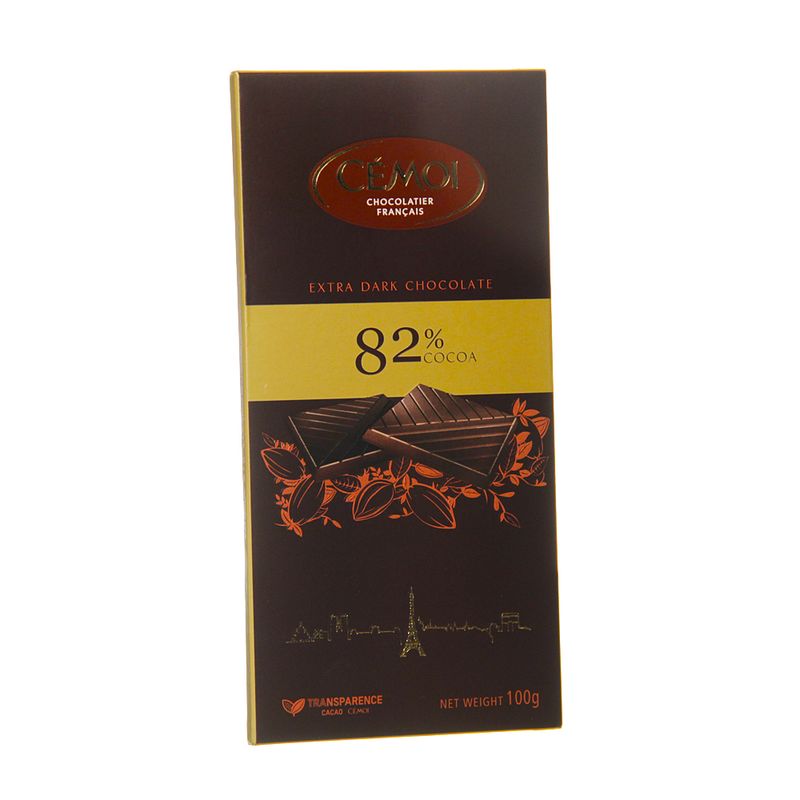 CÉMOI
CHOCOLATIER
FRANÇAIS
EXTRA DARK CHOCOLATE
82%
COCOA
TRANSPARENCE
CACAO CÉMOI
NET WEIGHT 100g